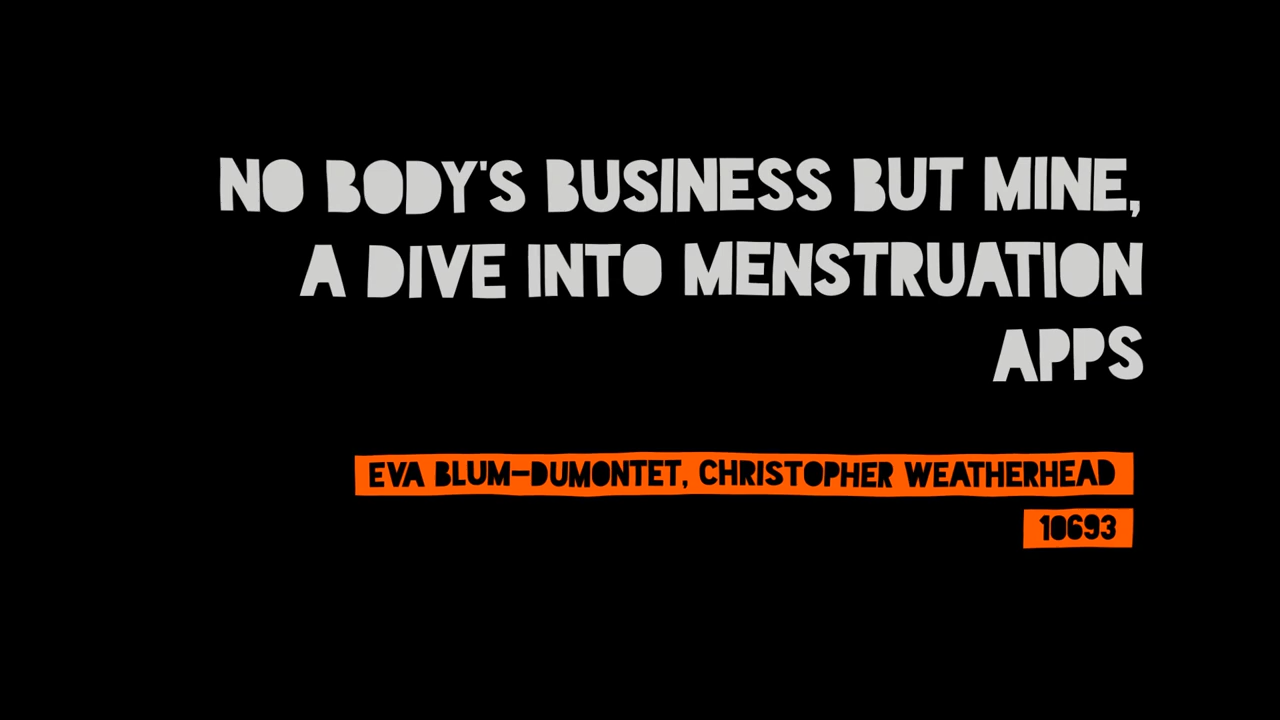 NO BODY'S BUSINESS BUT MINE,
A DIVE INTO MENSTRUATION
APPS
EVA BLUM-DUMONTET, CHRISTOPHER WEATHERHEAD
10693